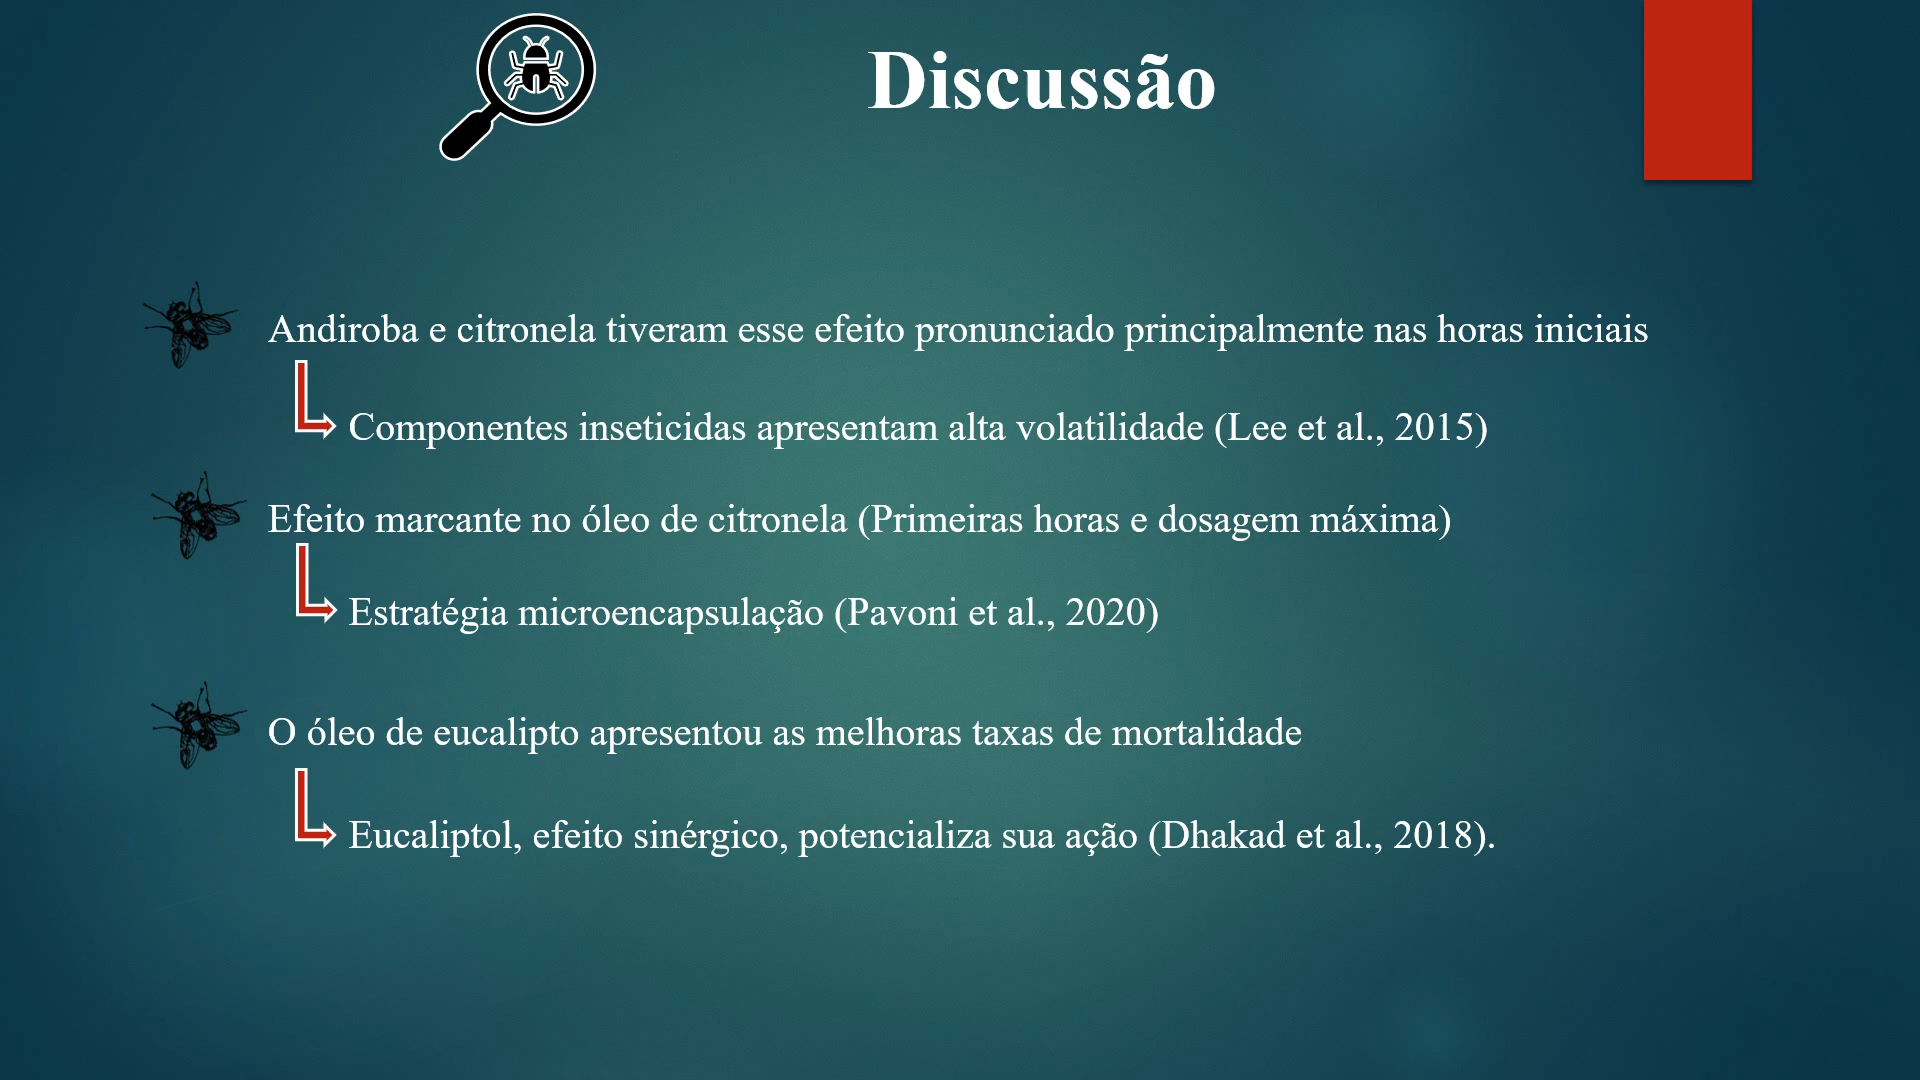 Discussão
Andiroba e citronela tiveram esse efeito pronunciado principalmente nas horas iniciais
Componentes inseticidas apresentam alta volatilidade (Lee et al., 2015)
Efeito marcante no óleo de citronela (Primeiras horas e dosagem máxima)
Estratégia microencapsulação (Pavoni et al., 2020)
O óleo de eucalipto apresentou as melhoras taxas de mortalidade
Eucaliptol, efeito sinérgico, potencializa sua ação (Dhakad et al., 2018).